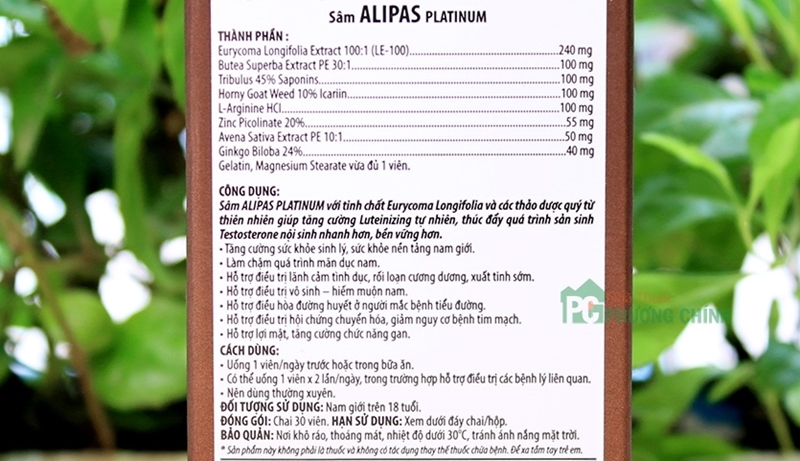 Sâm ALIPAS PLATINUM
THÀNH PHẦN :
Eurycoma Longifolia Extract 100:1 (LE-100)........240 mg
Butea Superba Extract PE 30:1........100 mg
Tribulus 45% Saponins........100 mg
Horny Goat Weed 10% Icariin........100 mg
L-Arginine HCl........100 mg
Zinc Picolinate 20%........55 mg
Avena Sativa Extract PE 10:1........50 mg
Ginkgo Biloba 24%........40 mg
Gelatin, Magnesium Stearate vừa đủ 1 viên.
CÔNG DỤNG:
Sâm ALIPAS PLATINUM với tinh chất Eurycoma Longifolia và các thảo dược quý từ
thiên nhiên giúp tăng cường Luteinizing tự nhiên, thúc đẩy quá trình sản sinh
Testosterone nội sinh nhanh hơn, bền vững hơn.
• Tăng cường sức khỏe sinh lý, sức khỏe nền tảng nam giới.
• Làm chậm quá trình mãn dục nam.
• Hỗ trợ điều trị lãnh cảm tình dục, rối loạn cương dương, xuất tinh sớm.
• Hỗ trợ điều trị vô sinh – hiếm muộn nam.
• Hỗ trợ điều hòa đường huyết ở người mắc bệnh tiểu đường.
• Hỗ trợ điều trị hội chứng chuyển hóa, giảm nguy cơ bệnh tim mạch.
• Hỗ trợ lợi mật, tăng cường chức năng gan.
CÁCH DÙNG:
• Uống 1 viên/ngày trước hoặc trong bữa ăn.
• Có thể uống 1 viên x 2 lần/ngày, trong trường hợp hỗ trợ điều trị các bệnh lý liên quan.
• Nên dùng thường xuyên.
ĐỐI TƯỢNG SỬ DỤNG: Nam giới trên 18 tuổi.
ĐÓNG GÓI: Chai 30 viên. HẠN SỬ DỤNG: Xem dưới đáy chai/hộp.
BẢO QUẢN: Nơi khô ráo, thoáng mát, nhiệt độ dưới 30°C, tránh ánh nắng mặt trời.
* Sản phẩm này không phải là thuốc và không có tác dụng thay thế thuốc chữa bệnh. Để xa tầm tay trẻ em.
PC
PHƯƠNG CHÍNH